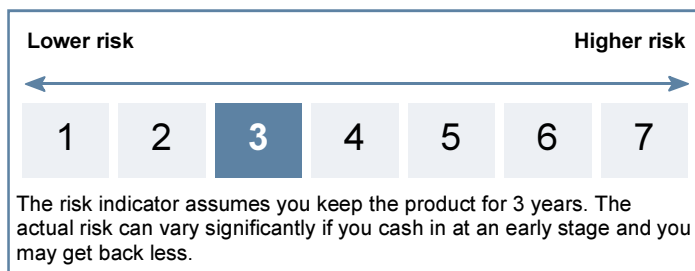 Lower risk Higher risk
1 2 3 4 5 6 7
The risk indicator assumes you keep the product for 3 years. The
actual risk can vary significantly if you cash in at an early stage and you
may get back less.